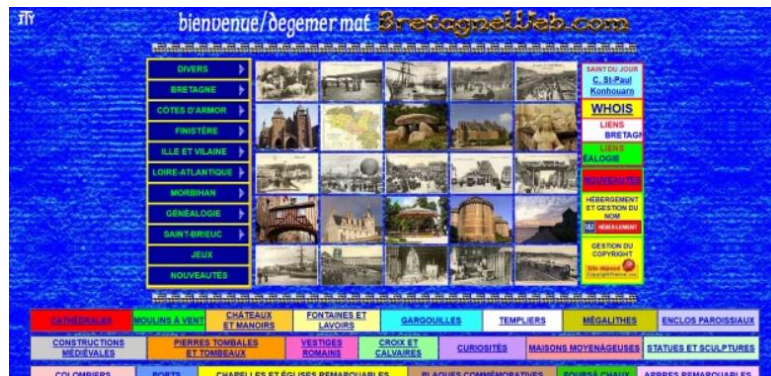 bienvenue/degemer mat BretagneWeb.com
DIVERS
BRETAGNE
CÔTES D'ARMOR
FINISTÈRE
ILLE ET VILAINE
LOIRE-ATLANTIQUE
MORBIHAN
GÉNÉALOGIE
SAINT-BRIEUC
JEUX
NOUVEAUTÉS
SAINT DU JOUR
C. St-Paul
Konhouarn
WHOIS
LIENS
BRETAGN
LIENS
EALOGIE
NOUVEAUTÉS
HÉBERGEMENT
ET GESTION DU
NOM
GESTION DU
COPYRIGHT
CATHÉDRALES
MOULINS À VENT
CHÂTEAUX
ET MANOIRS
FONTAINES ET
LAVOIRS
GARGOUILLES
TEMPLIERS
MÉGALITHES
ENCLOS PAROISSIAUX
CONSTRUCTIONS
MÉDIÉVALES
PIERRES TOMBALES
ET TOMBEAUX
VESTIGES
ROMAINS
CROIX ET
CALVAIRES
CURIOSITÉS
MAISONS MOYENÂGEUSES
STATUES ET SCULPTURES
COLOMBIERS
PORTS
CHAPELLES ET ÉGLISES REMARQUABLES
PLAQUES COMMÉMORATIVES
FOURS À CHAUX
ARBRES REMARQUABLES